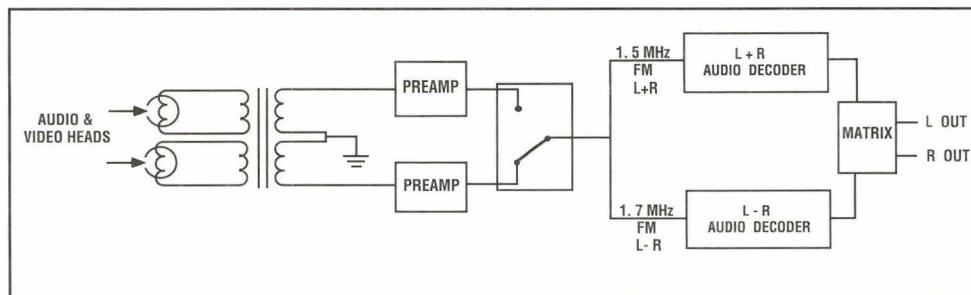 AUDIO &
VIDEO HEADS
PREAMP
PREAMP
1.5 MHz
FM
L+R
L + R
AUDIO DECODER
1.7 MHz
FM
L- R
L - R
AUDIO DECODER
MATRIX
L OUT
R OUT